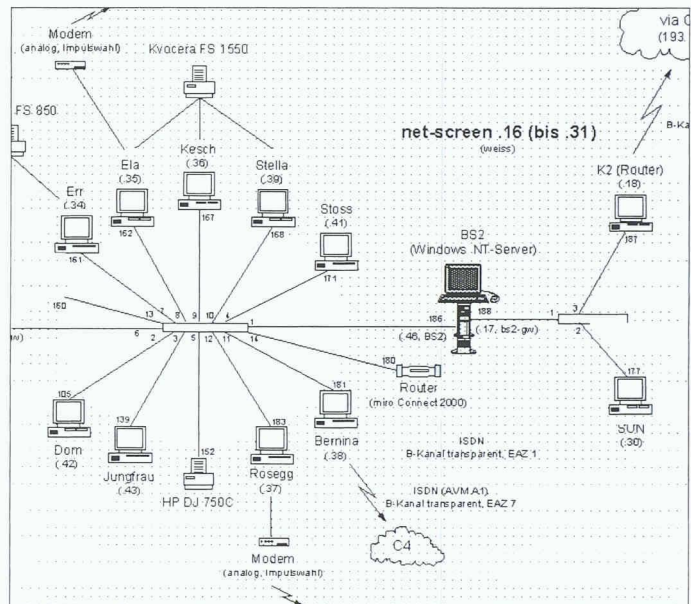 Modem
(analog, Impulswahl)
Kyocera FS 1550
FS 850
via
(193.
B-Ka
net-screen .16 (bis .31)
(weiss)
Ela
(.35)
Kesch
(.36)
Stella
(.39)
K2 (Router)
(.18)
Err
(.34)
Stoss
(.41)
162
167
168
BS2
(Windows NT-Server)
187
161
171
160
13
7
8
9
10
4
1
186
188
1
3
6
2
3
5
12
11
14
(.46, BS2)
(.17, bs2-gw)
2
180
105
139
152
183
181
Router
(miro Connect 2000)
177
Dom
(.42)
Jungfrau
(.43)
HP DJ 750C
Rosegg
(.37)
Bernina
(.38)
SUN
(.30)
ISDN
B-Kanal transparent, EAZ 1
ISDN (AVM A1)
B-Kanal transparent, EAZ 7
C4
Modem
(analog, Impulswahl)